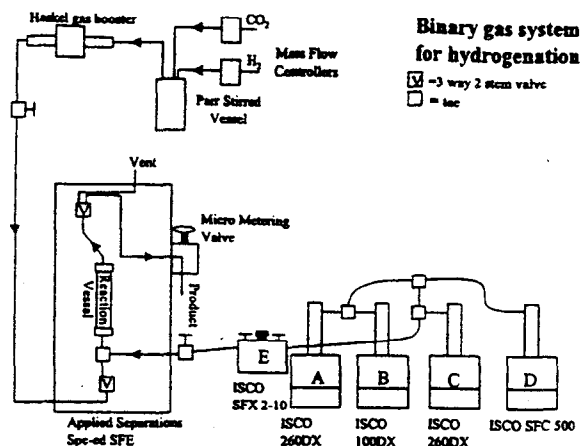 Haskel gas booster
CO2
H2
Mass Flow
Controllers
Parr Stirred
Vessel
Binary gas system
for hydrogenation
V =3 way 2 stem valve
= tee
Vent
V
Micro Metering
Valve
Reaction
Vessel
Product
V
Applied Separations
Spe-ed SFE
E
ISCO
SFX 2-10
A
B
C
D
ISCO
260DX
ISCO
100DX
ISCO
260DX
ISCO SFC 500